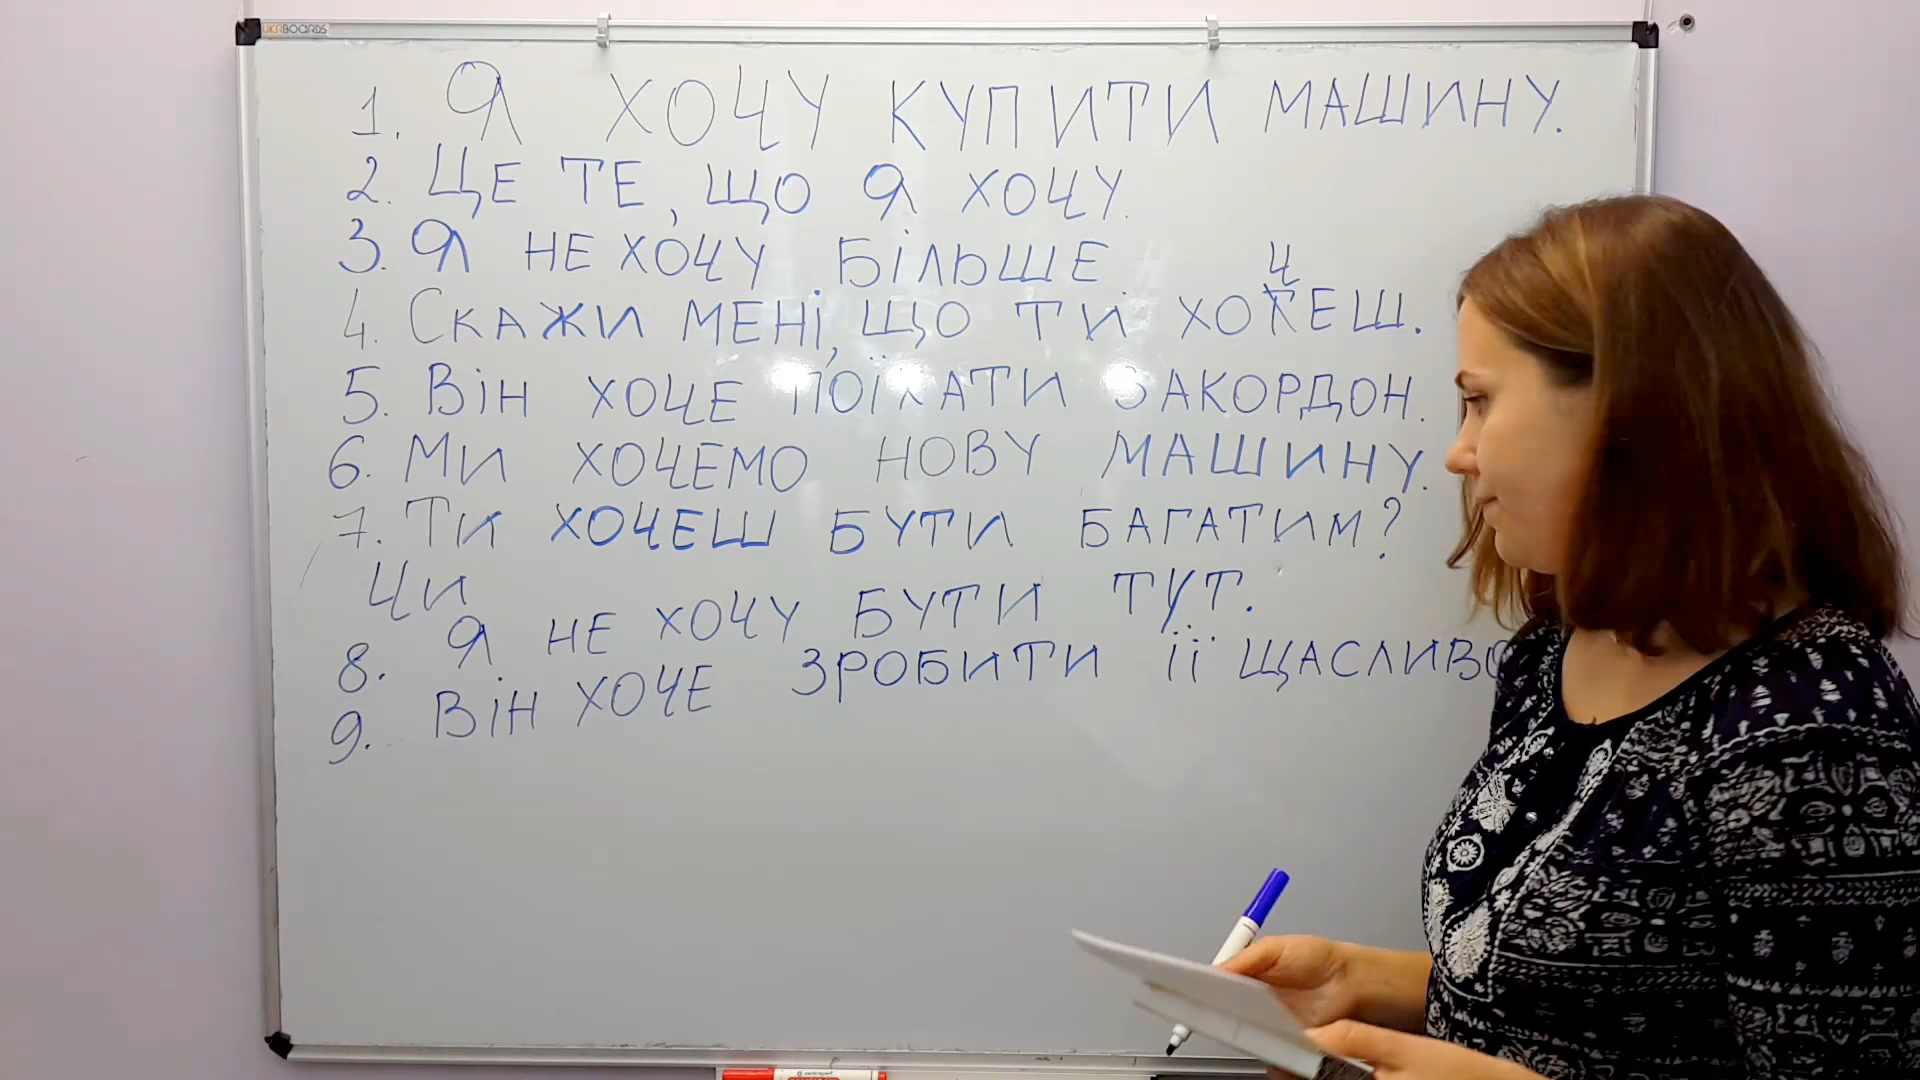 UKRBOARDS
1. Я ХОЧУ КУПИТИ МАШИНУ.
2. ЦЕ ТЕ, ЩО Я ХОЧУ.
3. Я НЕ ХОЧУ БІЛЬШЕ.
4. СКАЖИ МЕНІ, ЩО ТИ ХОЧЕШ.
5. ВІН ХОЧЕ ПОЇХАТИ ЗАКОРДОН.
6. МИ ХОЧЕМО НОВУ МАШИНУ.
7. ТИ ХОЧЕШ БУТИ БАГАТИМ?
ЧИ
8. Я НЕ ХОЧУ БУТИ ТУТ.
9. ВІН ХОЧЕ ЗРОБИТИ ЇЇ ЩАСЛИВО